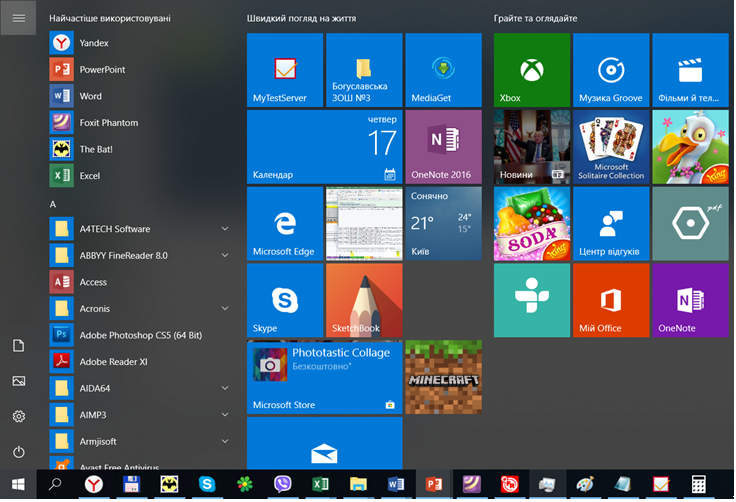 Найчастіше використовувані
Yandex
PowerPoint
Word
Foxit Phantom
The Bat!
Excel
A
A4TECH Software
ABBYY FineReader 8.0
Access
Acronis
Adobe Photoshop CS5 (64 Bit)
Adobe Reader XI
AIDA64
AIMP3
Armjisoft
Avast Free Antivirus
Швидкий погляд на життя
MyTestServer
Богуславська
ЗОШ №3
MediaGet
четвер
17
Календар
OneNote 2016
Microsoft Edge
Сонячно
21°
24°
15°
Київ
Skype
SketchBook
Phototastic Collage
Безкоштовно*
Microsoft Store
MINECRAFT
Грайте та оглядайте
Xbox
Музика Groove
Фільми й тел...
Новини
Microsoft
Solitaire Collection
King
SODA
King
Центр відгуків
pdf
Мій Office
OneNote